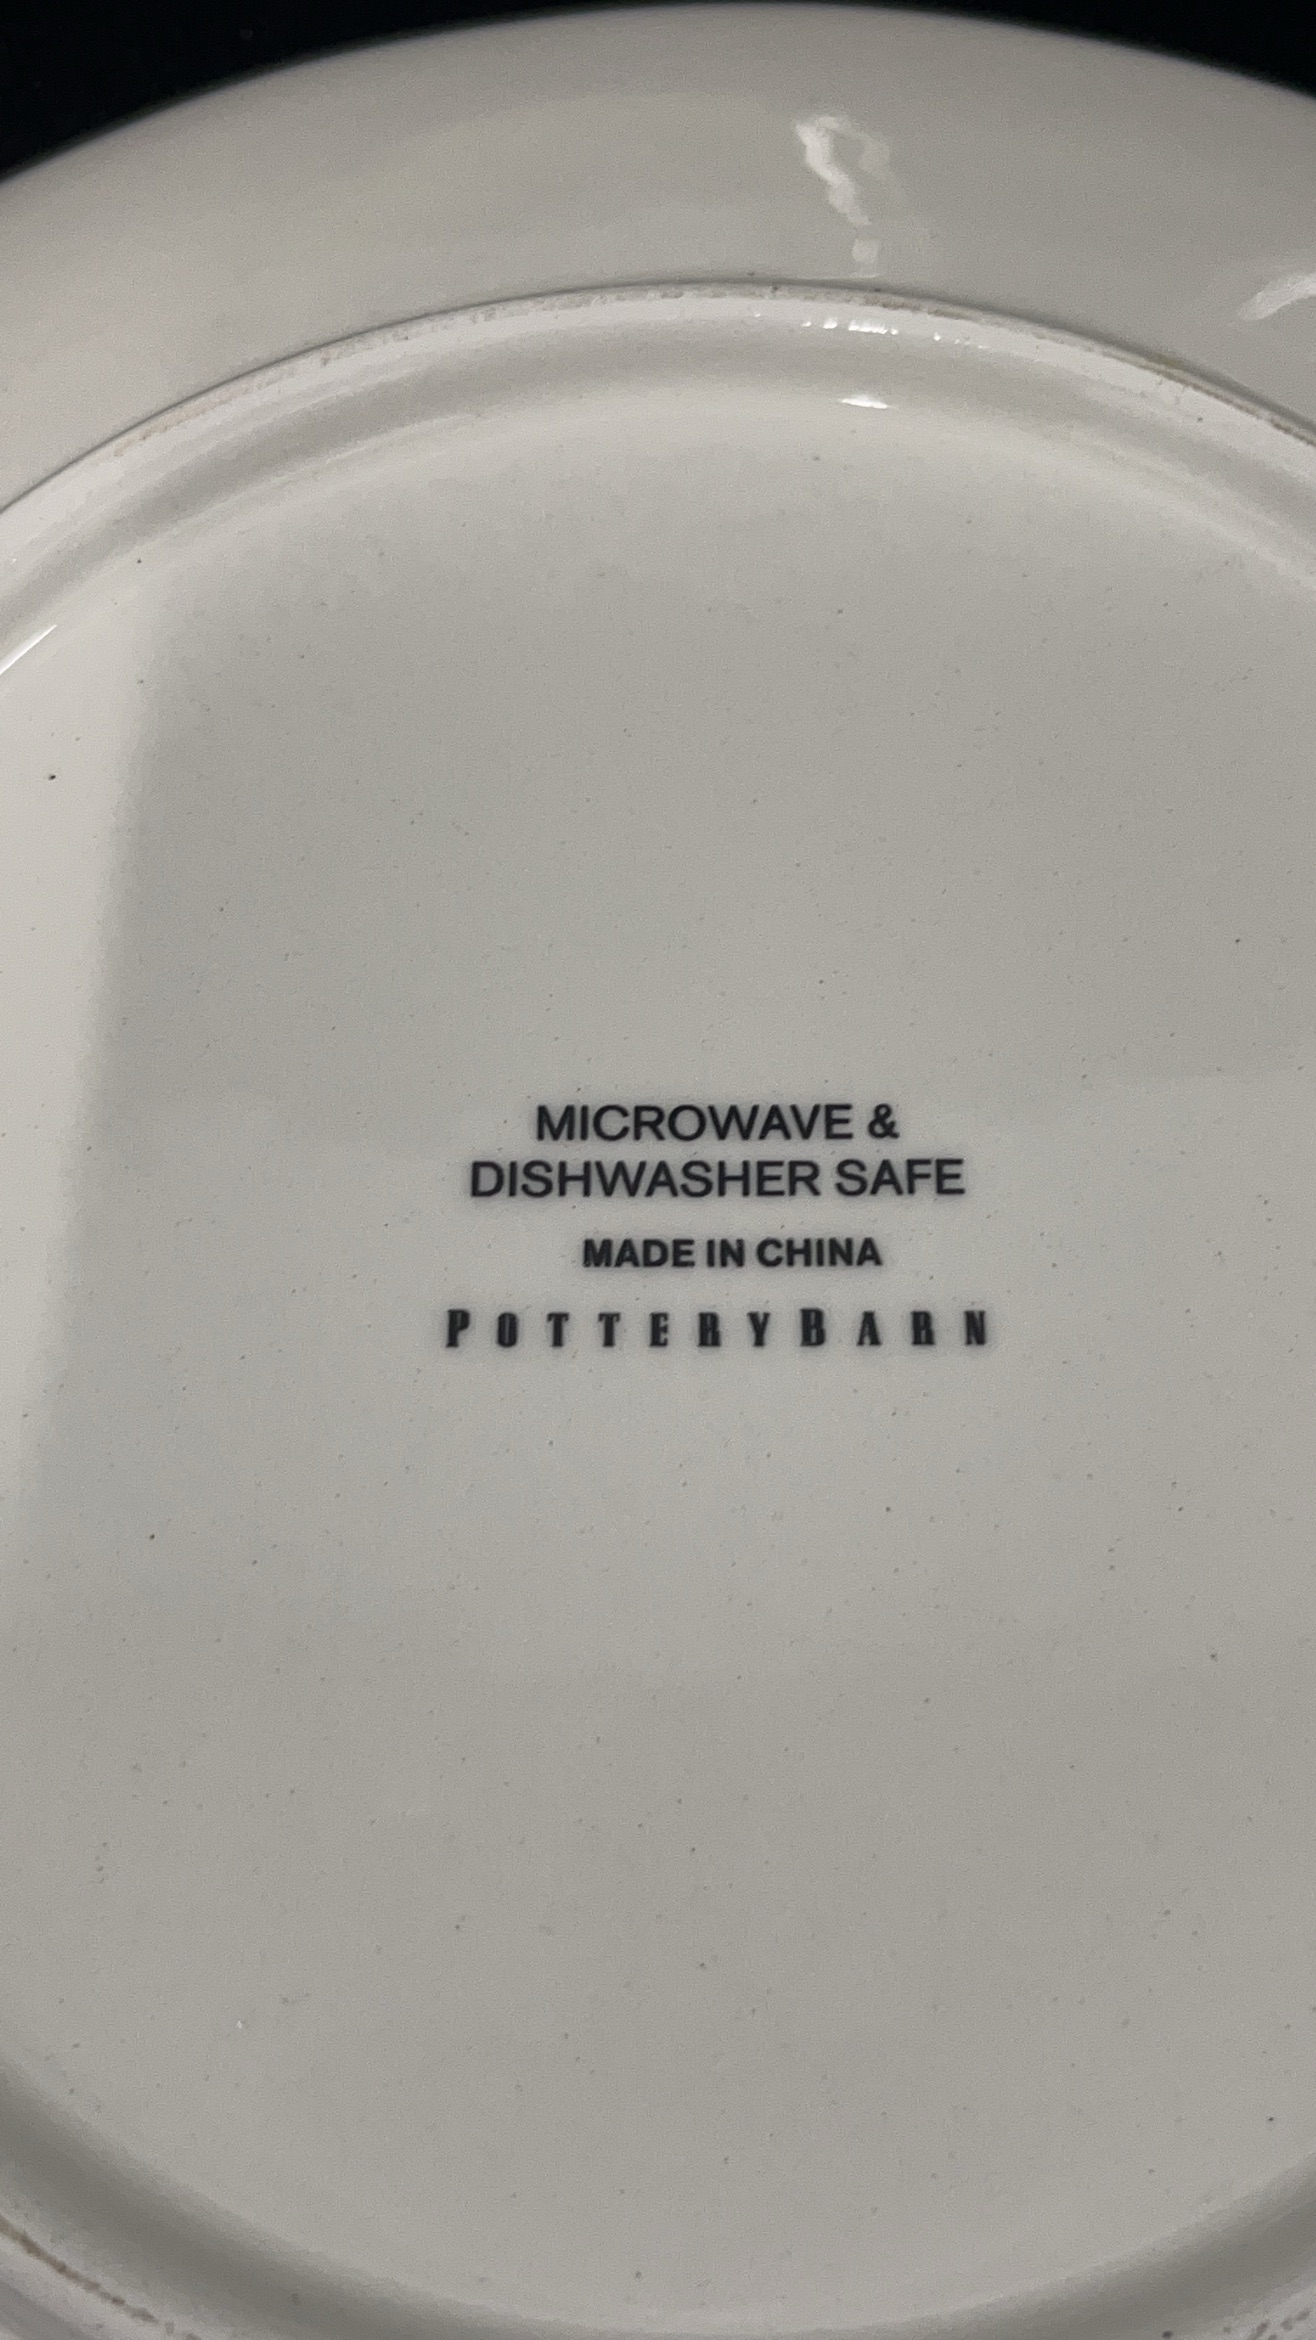 MICROWAVE &
DISHWASHER SAFE
MADE IN CHINA
POTTERYBARN